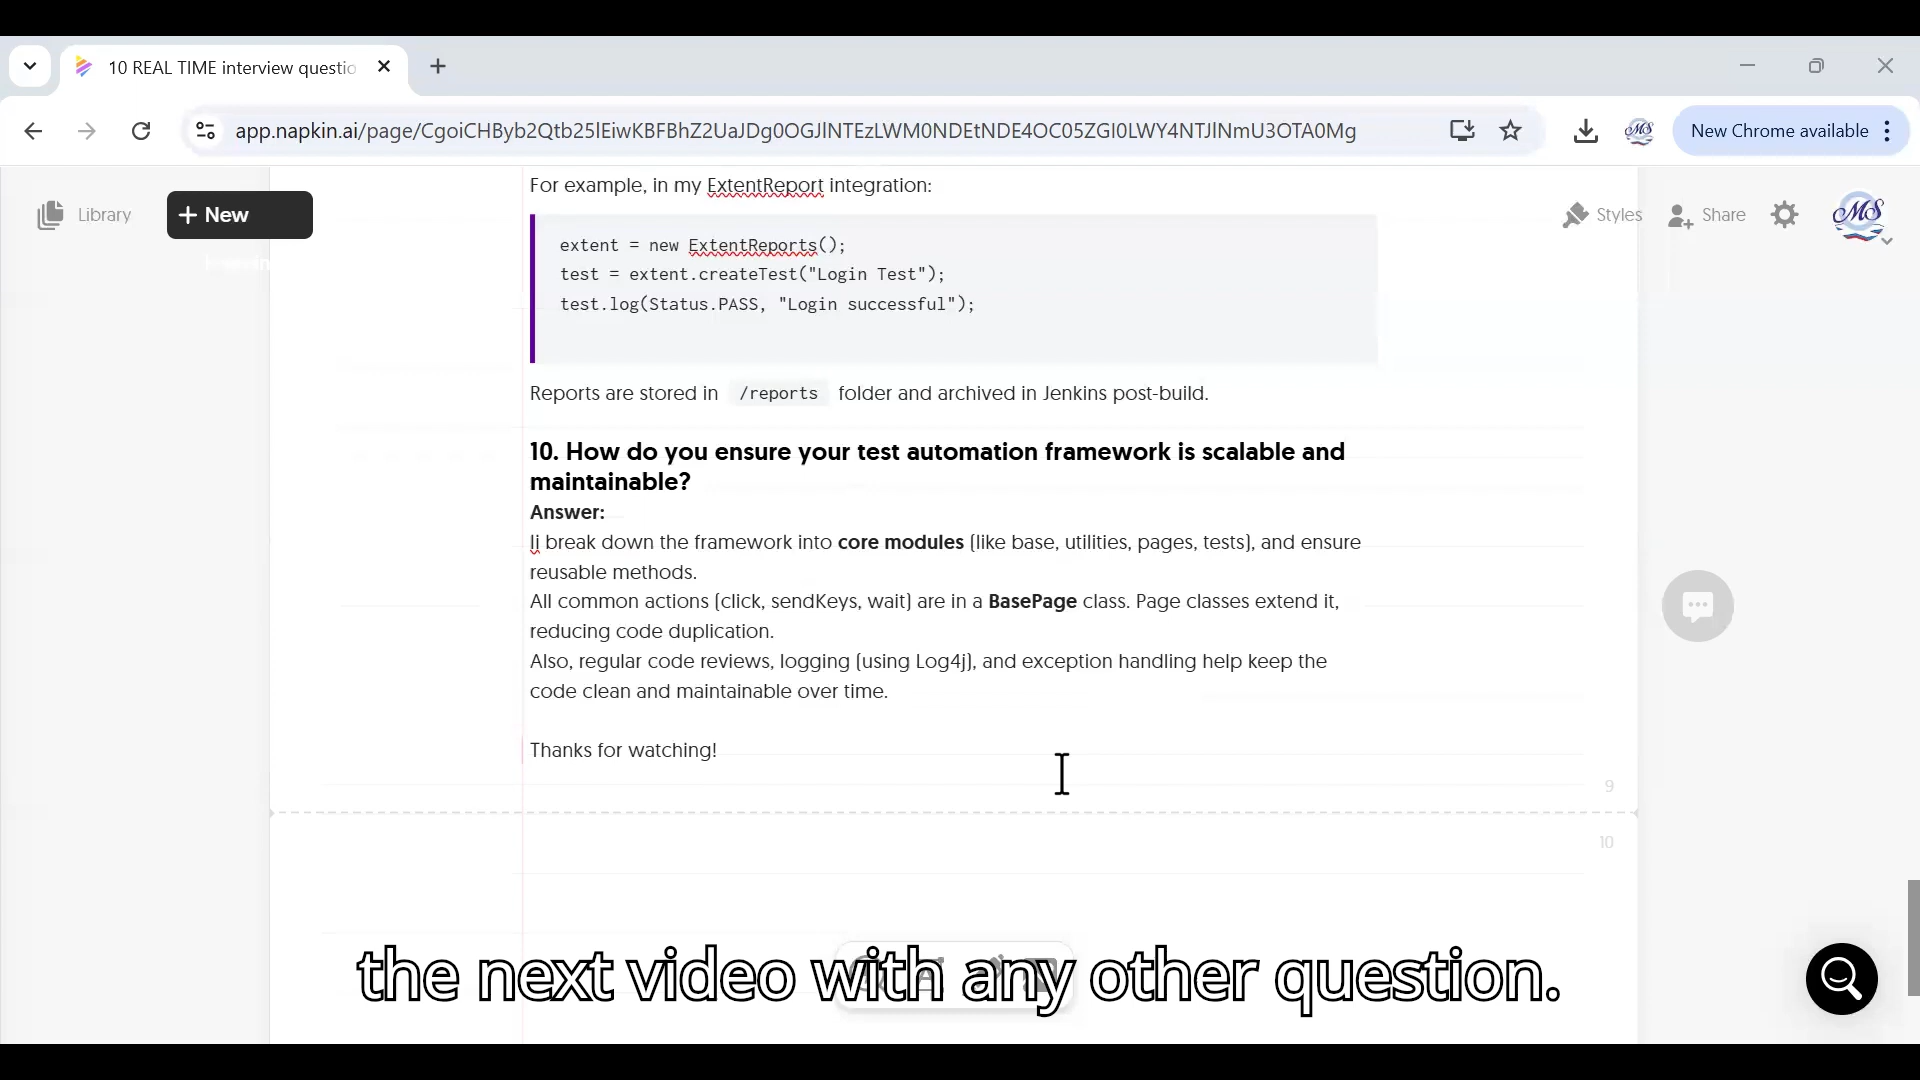 10 REAL TIME interview questio
app.napkin.ai/page/CgoiCHByb2Qtb25lEiwKBFBhZ2UaJDg0OGJlNTEzLWM0NDEtNDE4OC05ZGI0LWY4NTJlNmU3OTA0Mg
New Chrome available
Library
+ New
Styles
Share
MS
For example, in my ExtentReport integration:
extent = new ExtentReports();
test = extent.createTest("Login Test");
test.log(Status.PASS, "Login successful");
Reports are stored in /reports folder and archived in Jenkins post-build.
10. How do you ensure your test automation framework is scalable and
maintainable?
Answer:
Ii break down the framework into core modules (like base, utilities, pages, tests), and ensure
reusable methods.
All common actions (click, sendKeys, wait) are in a BasePage class. Page classes extend it,
reducing code duplication.
Also, regular code reviews, logging (using Log4j), and exception handling help keep the
code clean and maintainable over time.
Thanks for watching!
9
10
the next video with any other question.